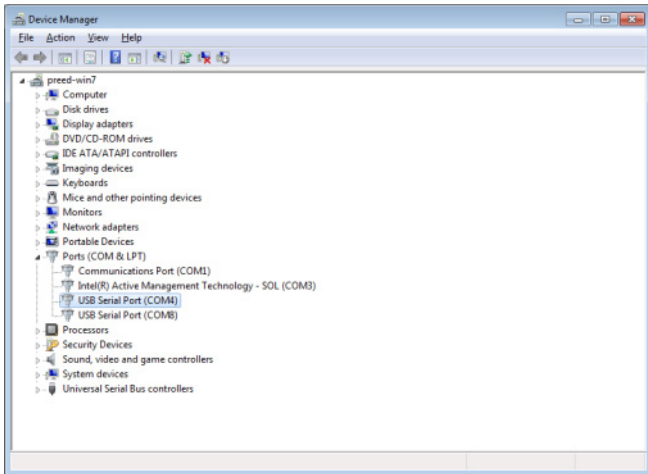 Device Manager
File Action View Help
preed-win7
Computer
Disk drives
Display adapters
DVD/CD-ROM drives
IDE ATA/ATAPI controllers
Imaging devices
Keyboards
Mice and other pointing devices
Monitors
Network adapters
Portable Devices
Ports (COM & LPT)
Communications Port (COM1)
Intel(R) Active Management Technology - SOL (COM3)
USB Serial Port (COM4)
USB Serial Port (COM8)
Processors
Security Devices
Sound, video and game controllers
System devices
Universal Serial Bus controllers